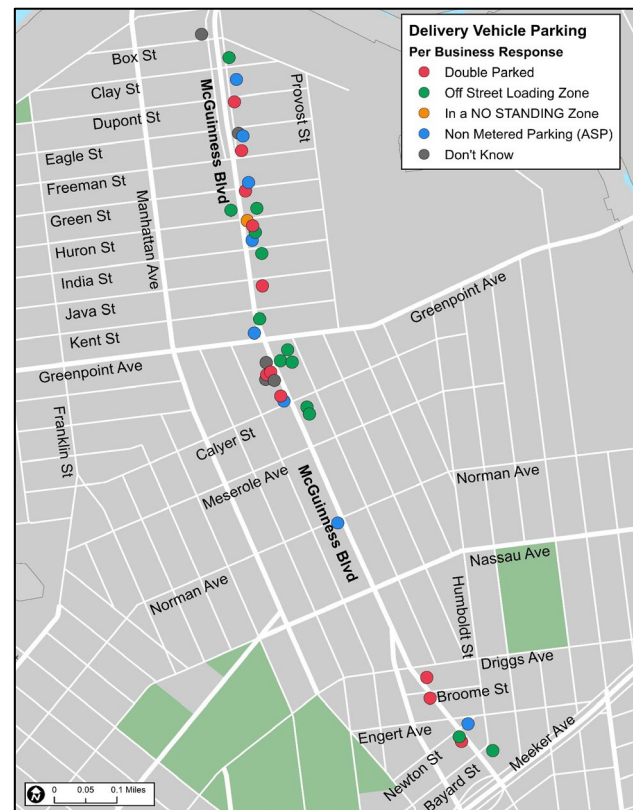 Delivery Vehicle Parking
Per Business Response
Double Parked
Off Street Loading Zone
In a NO STANDING Zone
Non Metered Parking (ASP)
Don't Know
Box St
Clay St
Dupont St
Eagle St
Freeman St
Green St
Huron St
India St
Java St
Kent St
Greenpoint Ave
Manhattan Ave
McGuinness Blvd
Provost St
Greenpoint Ave
Franklin St
Calyer St
Meserole Ave
McGuinness Blvd
Norman Ave
Norman Ave
Nassau Ave
Humboldt St
Driggs Ave
Broome St
Engert Ave
Newton St
Bayard St
Meeker Ave
0 0.05 0.1 Miles